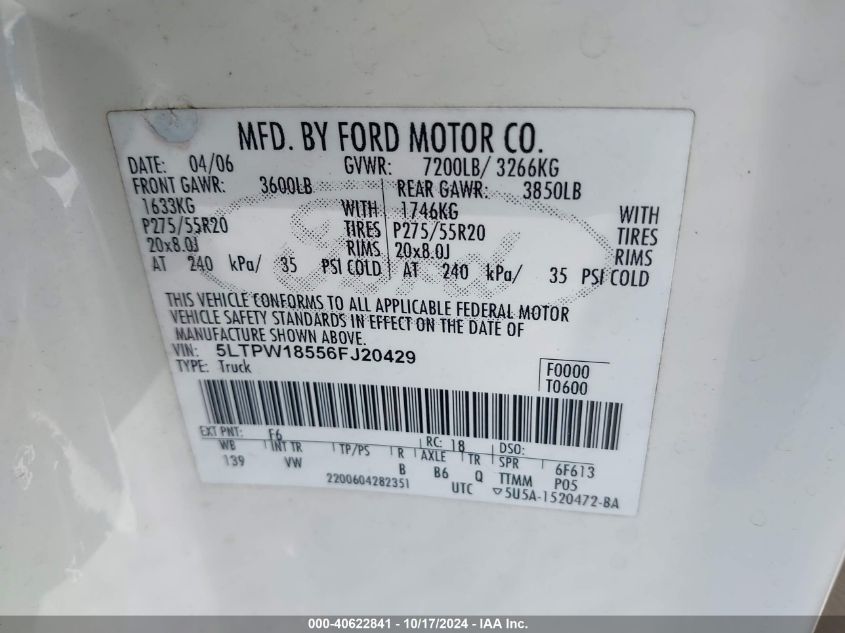 MFD. BY FORD MOTOR CO.
DATE: 04/06 GVWR: 7200LB/ 3266KG
FRONT GAWR: 3600LB REAR GAWR: 3850LB
1633KG WITH 1746KG WITH
P275/55R20 TIRES P275/55R20 TIRES
20x8.0J RIMS 20x8.0J RIMS
AT 240 kPa/ 35 PSI COLD AT 240 kPa/ 35 PSI COLD
Ford
THIS VEHICLE CONFORMS TO ALL APPLICABLE FEDERAL MOTOR
VEHICLE SAFETY STANDARDS IN EFFECT ON THE DATE OF
MANUFACTURE SHOWN ABOVE.
VIN: 5LTPW18556FJ20429
TYPE: Truck
F0000
T0600
EXT PNT: F6 RC: 18 DSO:
WB INT TR TP/PS R AXLE TR SPR 6F613
139 VW B B6 Q TTMM P05
2200604282351 UTC ▽5U5A-1520472-BA
000-40622841 - 10/17/2024 - IAA Inc.